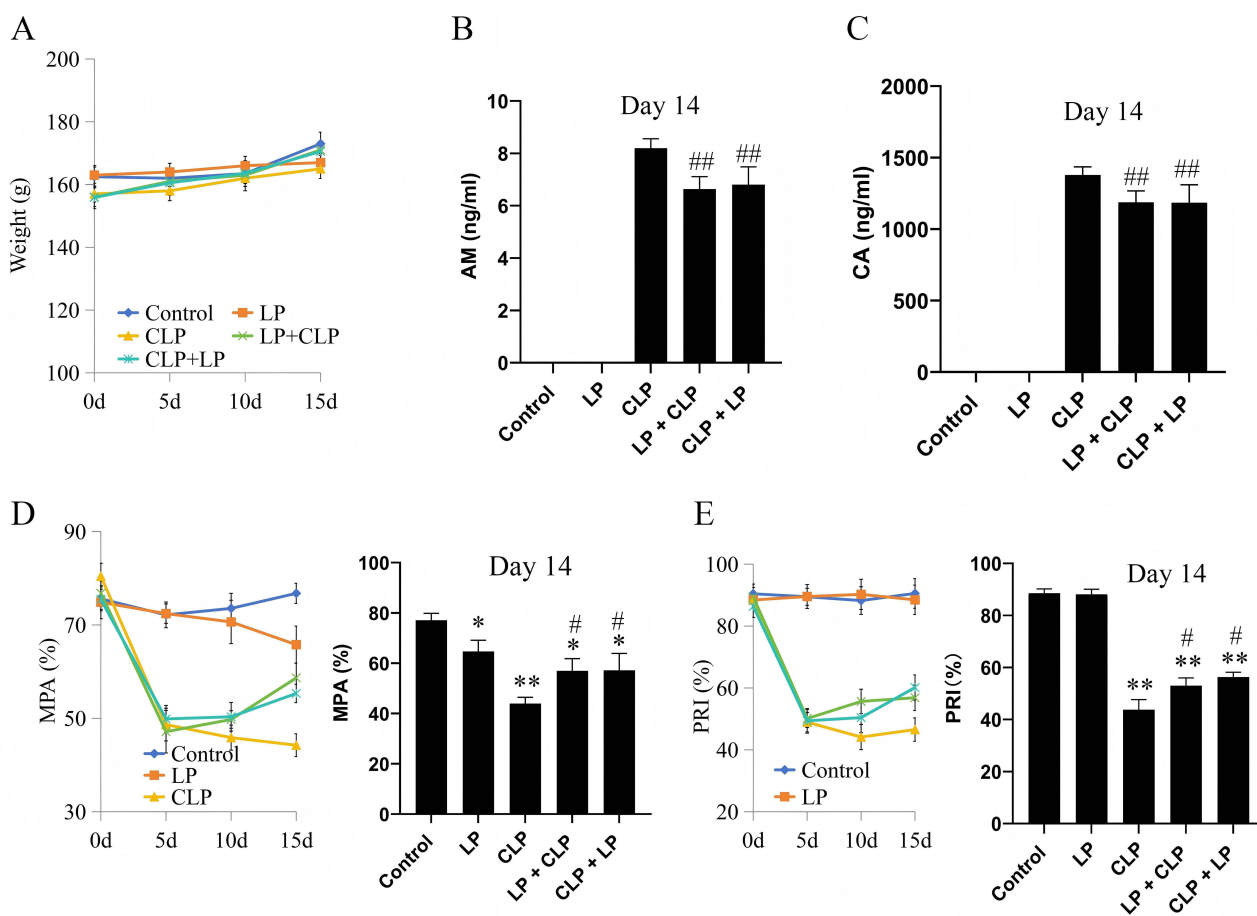 A
200
180
160
140
120
100
Weight (g)
Control
LP
CLP
LP+CLP
CLP+LP
0d
5d
10d
15d
B
Day 14
10
8
6
4
2
0
AM (ng/ml)
##
##
Control
LP
CLP
LP + CLP
CLP + LP
C
Day 14
2000
1500
1000
500
0
CA (ng/ml)
##
##
Control
LP
CLP
LP + CLP
CLP + LP
D
90
70
50
30
MPA (%)
Control
LP
CLP
0d
5d
10d
15d
Day 14
100
80
60
40
20
0
MPA (%)
*
**
#
*
#
*
Control
LP
CLP
LP + CLP
CLP + LP
E
100
80
60
40
20
PRI (%)
Control
LP
0d
5d
10d
15d
Day 14
100
80
60
40
20
0
PRI(%)
**
#
**
#
**
Control
LP
CLP
LP + CLP
CLP + LP